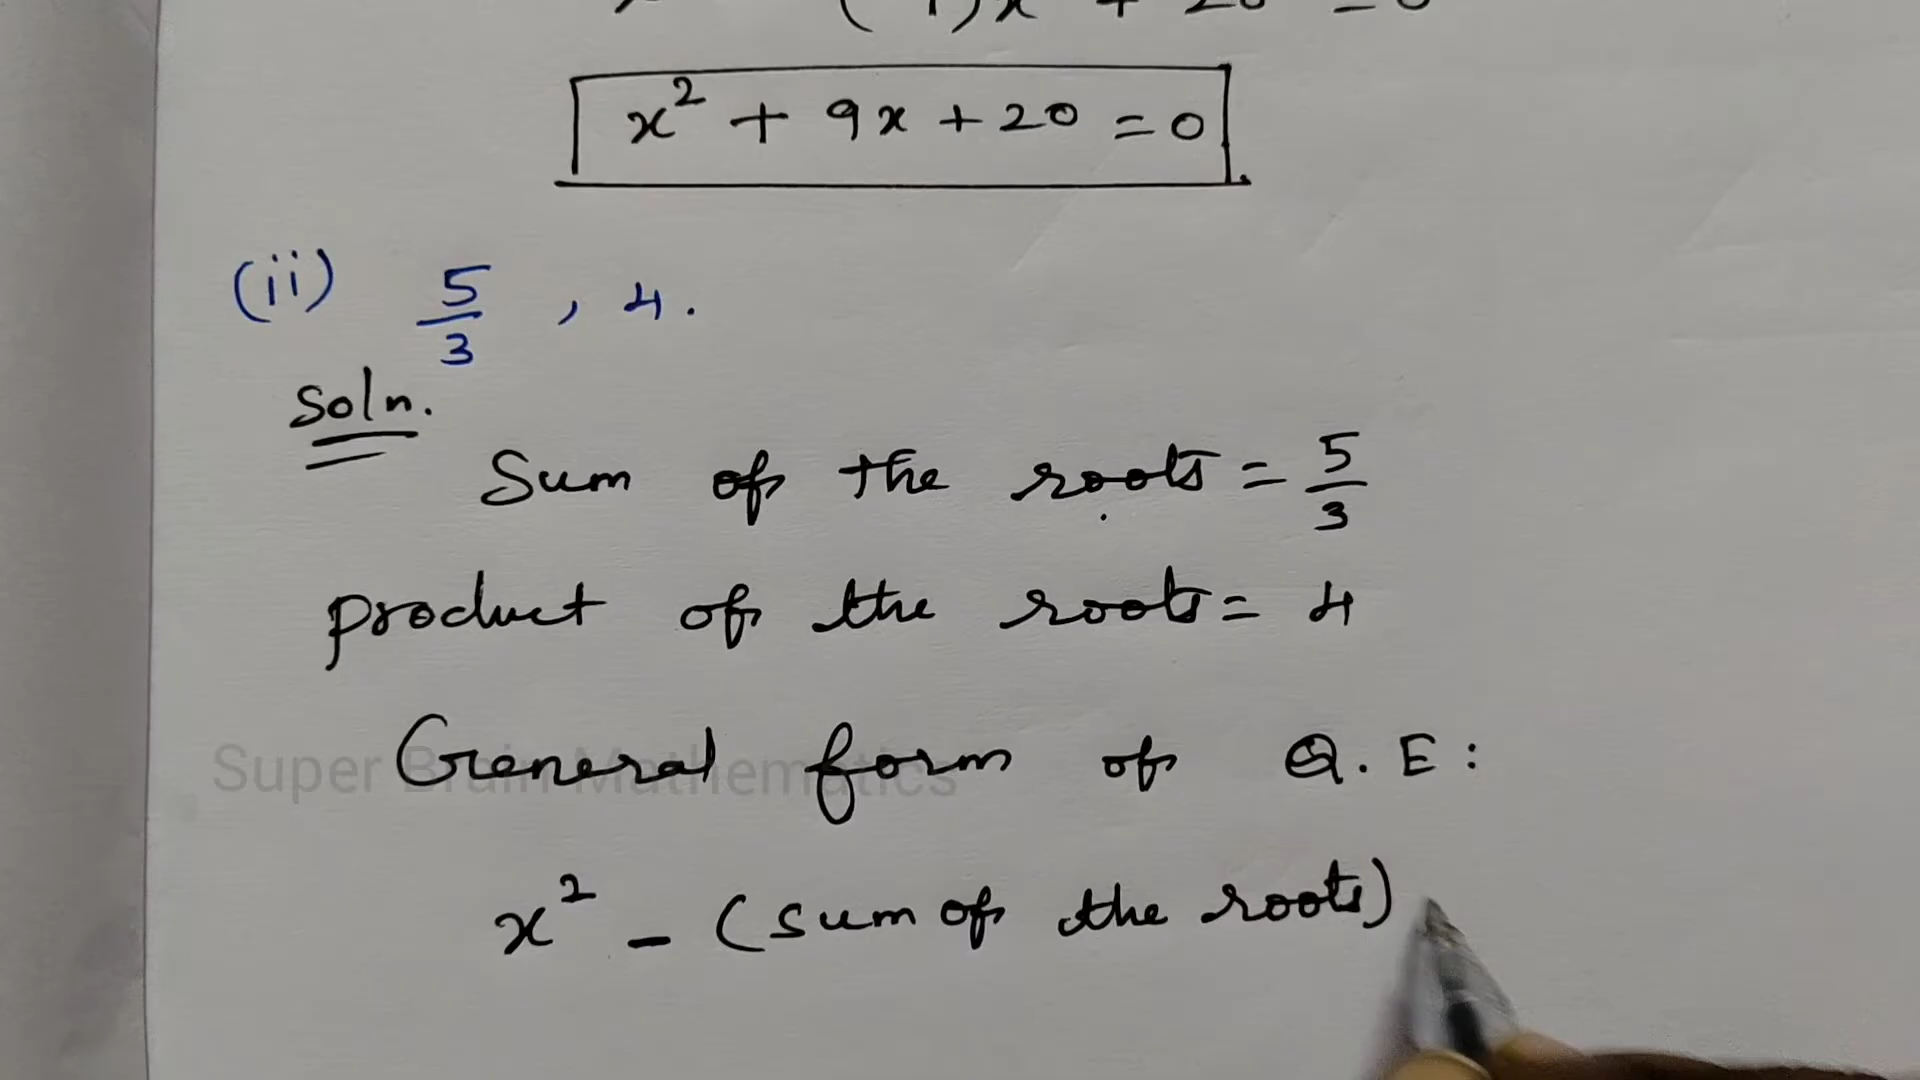 x² + 9x + 20 = 0
(ii) 5/3 , 4.
Soln.
Sum of the roots = 5/3
product of the roots = 4
General form of Q.E :
Super Brain Mathematics
x² - (sum of the roots)